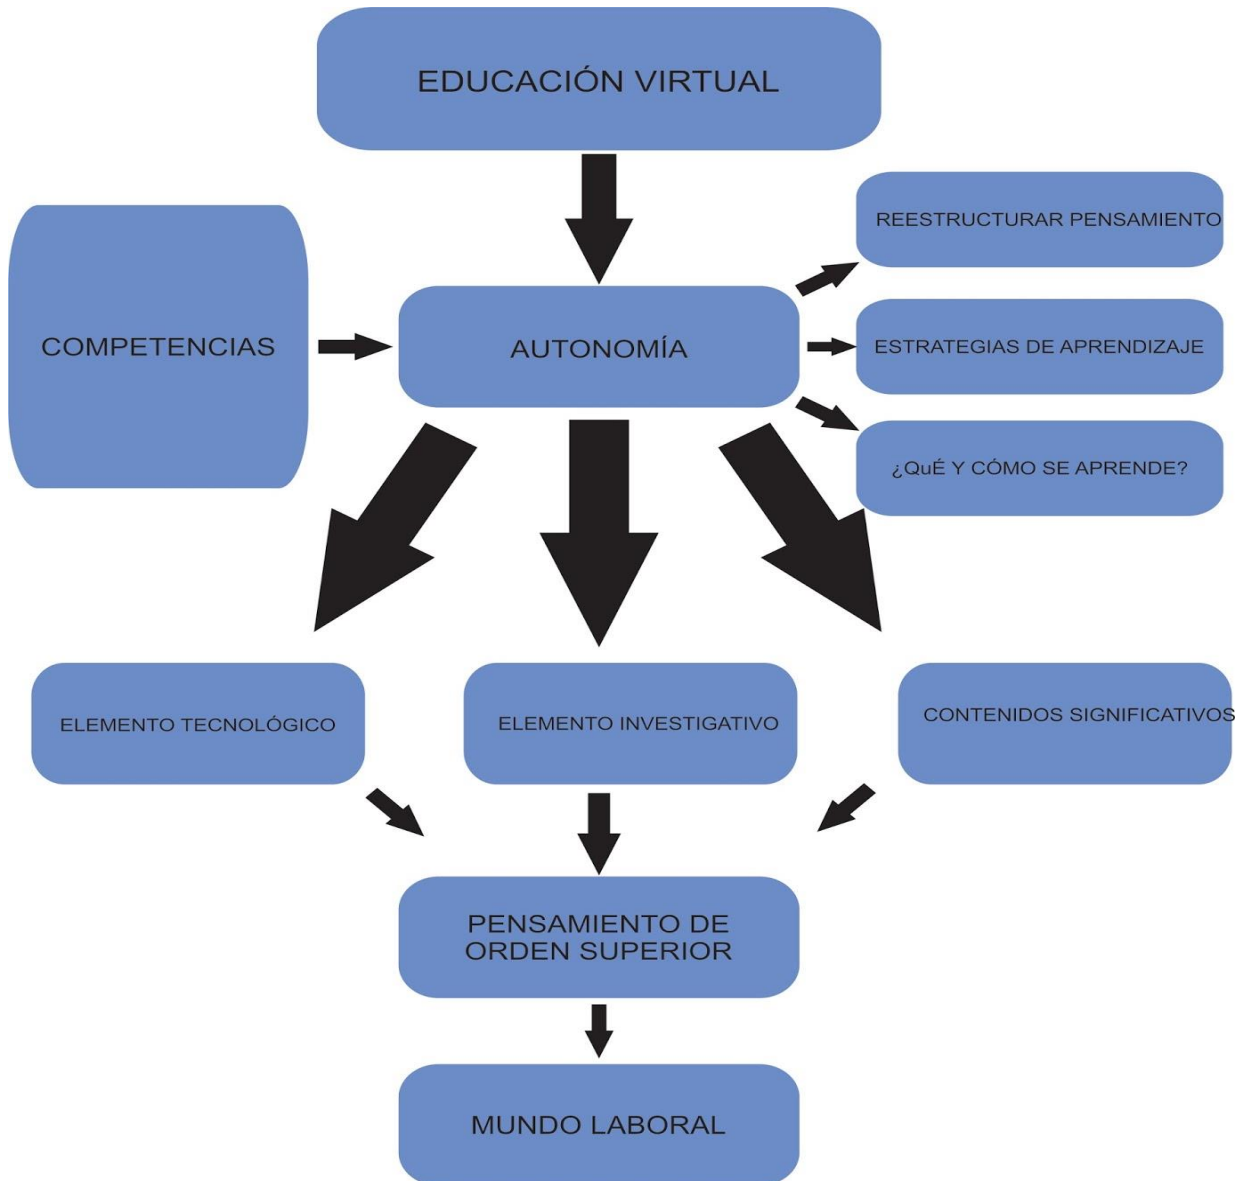 EDUCACIÓN VIRTUAL
REESTRUCTURAR PENSAMIENTO
COMPETENCIAS
AUTONOMÍA
ESTRATEGIAS DE APRENDIZAJE
¿QuÉ Y CÓMO SE APRENDE?
ELEMENTO TECNOLÓGICO
ELEMENTO INVESTIGATIVO
CONTENIDOS SIGNIFICATIVOS
PENSAMIENTO DE
ORDEN SUPERIOR
MUNDO LABORAL